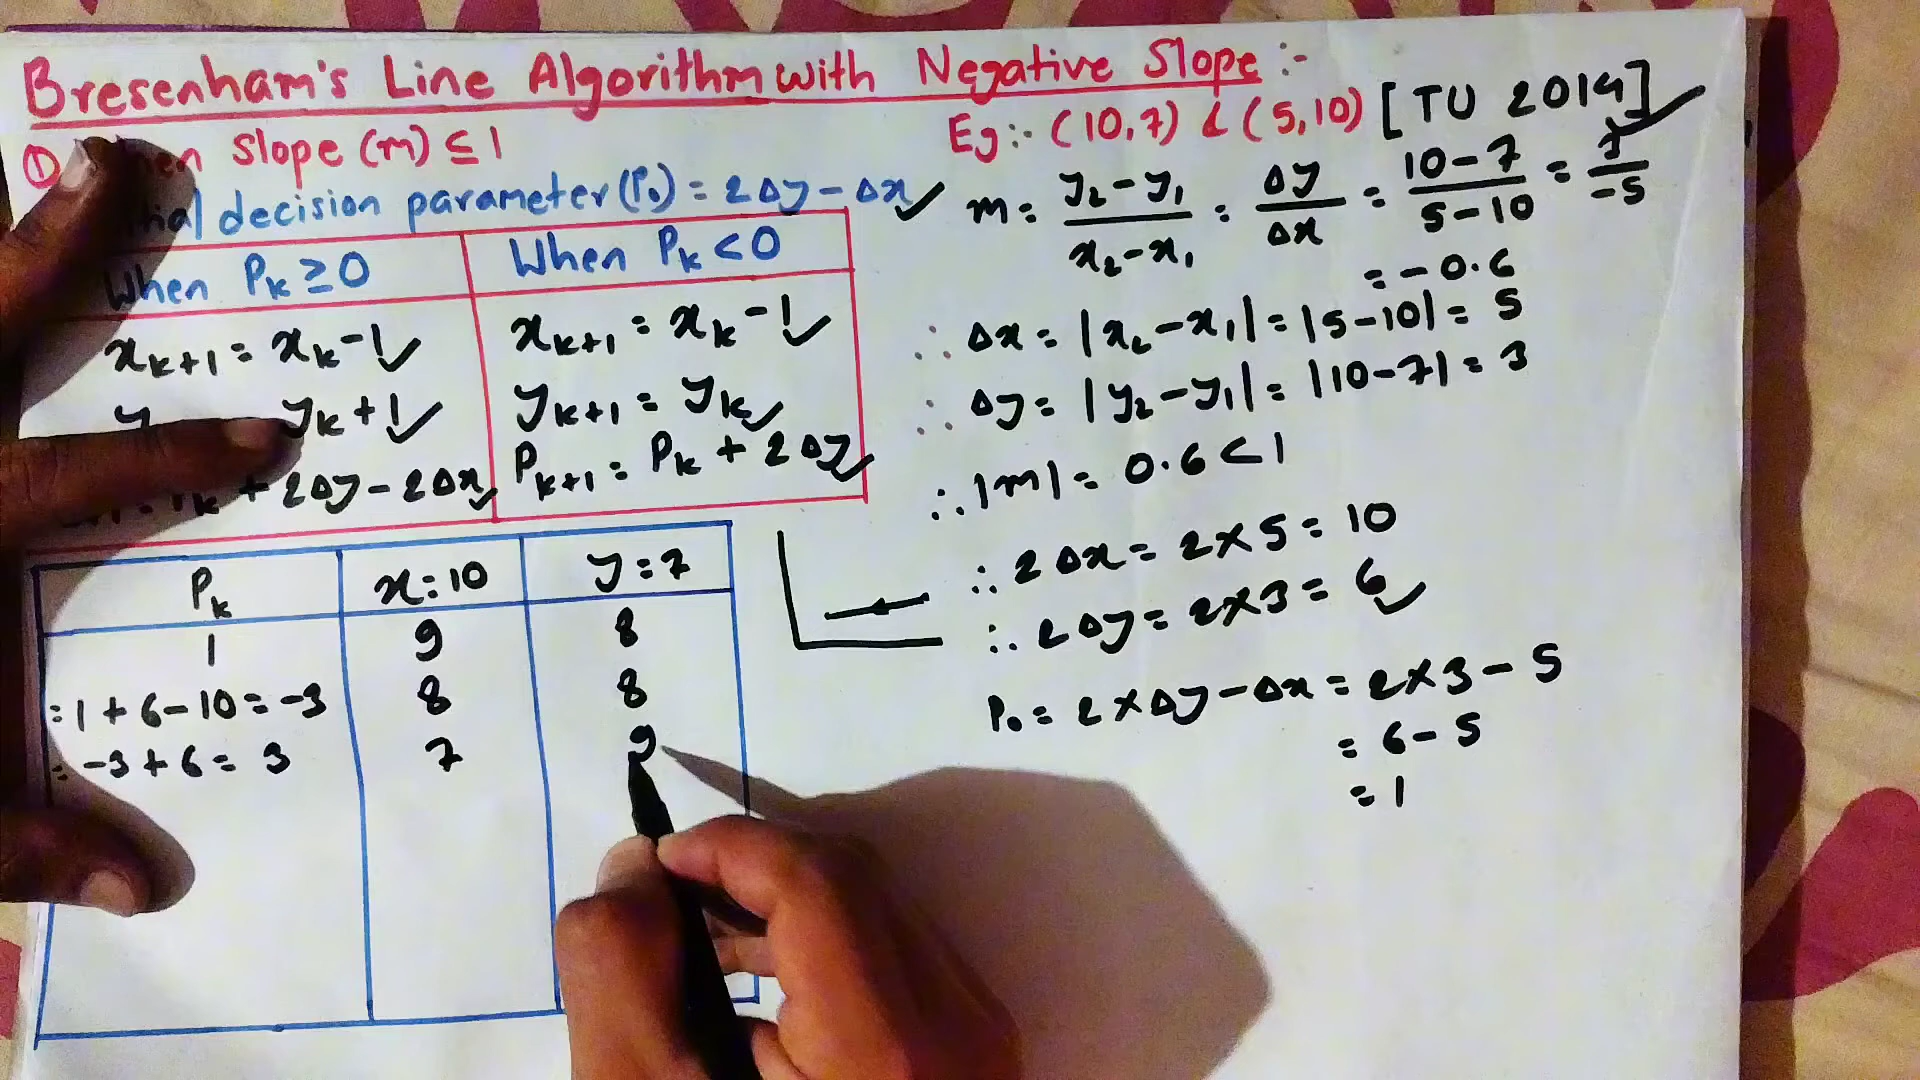 Bresenham's Line Algorithm with Negative Slope :-
① When Slope (m) ≤ 1
decision parameter (P₀) = 2Δy - Δx ✓
When Pₖ ≥ 0
xₖ₊₁ = xₖ - 1 ✓
yₖ + 1 ✓
+ 2Δy - 2Δx ✓
When Pₖ < 0
xₖ₊₁ = xₖ - 1 ✓
yₖ₊₁ = yₖ ✓
Pₖ₊₁ = Pₖ + 2Δy ✓
Pₖ x=10 y=7
1 9 8
=1+6-10=-3 8 8
=-3+6=3 7 9
Eg:- (10,7) & (5,10) [TU 2014] ✓
m = y₂-y₁/x₂-x₁ = Δy/Δx = 10-7/5-10 = 3/-5
= -0.6
∴ Δx = |x₂-x₁| = |5-10| = 5
∴ Δy = |y₂-y₁| = |10-7| = 3
∴ |m| = 0.6 < 1
∴ 2Δx = 2×5 = 10
∴ 2Δy = 2×3 = 6 ✓
P₀ = 2×Δy-Δx = 2×3-5
= 6-5
= 1